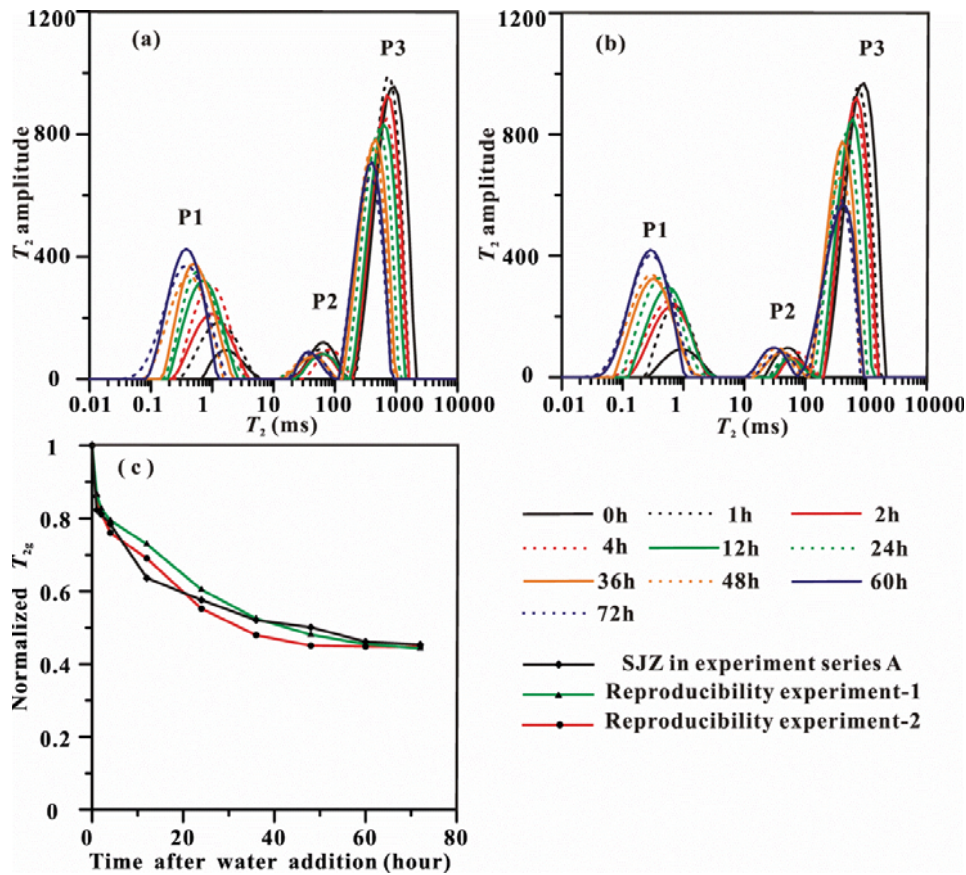 1200
(a)
P3
800
T₂ amplitude
P1
400
P2
0
0.01 0.1 1 10 100 1000 10000
T₂ (ms)
1200
(b)
P3
800
T₂ amplitude
P1
400
P2
0
0.01 0.1 1 10 100 1000 10000
T₂ (ms)
1
(c)
0.8
Normalized T₂g
0.6
0.4
0.2
0
0 20 40 60 80
Time after water addition (hour)
0h 1h 2h
4h 12h 24h
36h 48h 60h
72h
SJZ in experiment series A
Reproducibility experiment-1
Reproducibility experiment-2